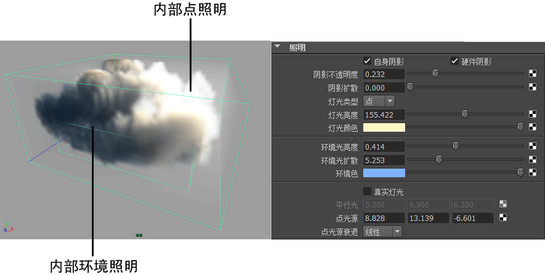 内部点照明
照明
自身阴影 硬件阴影
阴影不透明度 0.232
阴影扩散 0.000
灯光类型 点
灯光亮度 155.422
灯光颜色
环境光亮度 0.414
环境光扩散 5.253
环境色
真实灯光
平行光 0.300 0.990 0.200
点光源 8.828 13.139 -6.601
点光源衰退 线性
内部环境照明